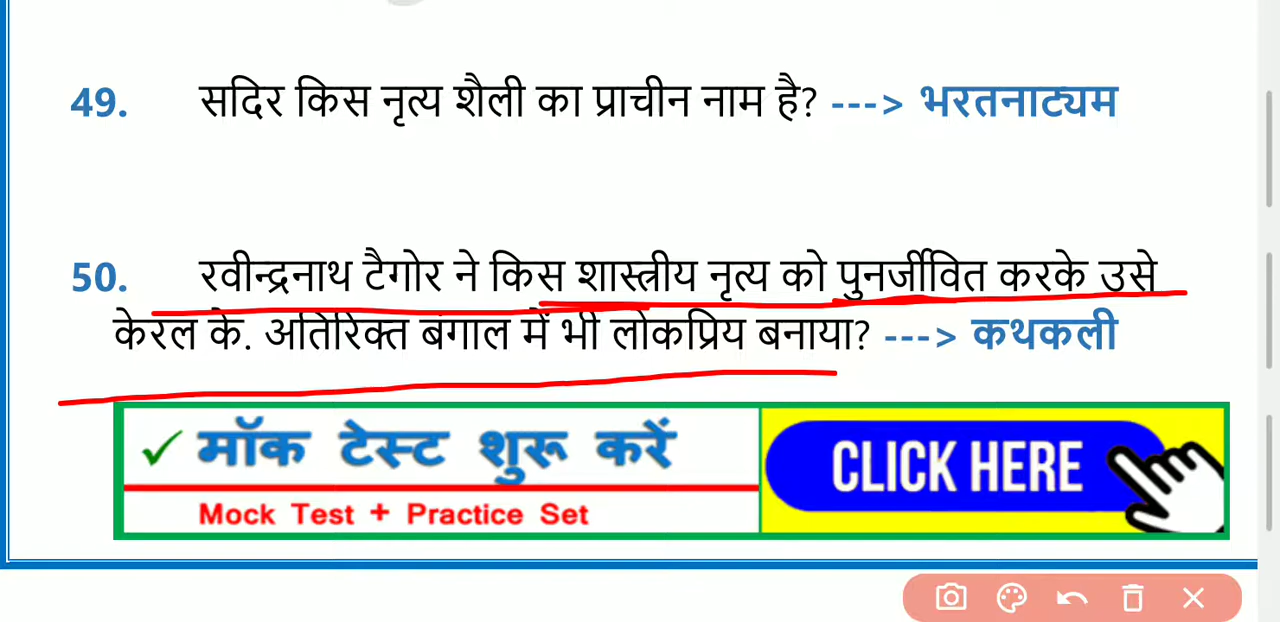 49. सदिर किस नृत्य शैली का प्राचीन नाम है? ---> भरतनाट्यम
50. रवीन्द्रनाथ टैगोर ने किस शास्त्रीय नृत्य को पुनर्जीवित करके उसे
केरल के. अतिरिक्त बंगाल में भी लोकप्रिय बनाया? ---> कथकली
✓ मॉक टेस्ट शुरू करें
CLICK HERE
Mock Test + Practice Set